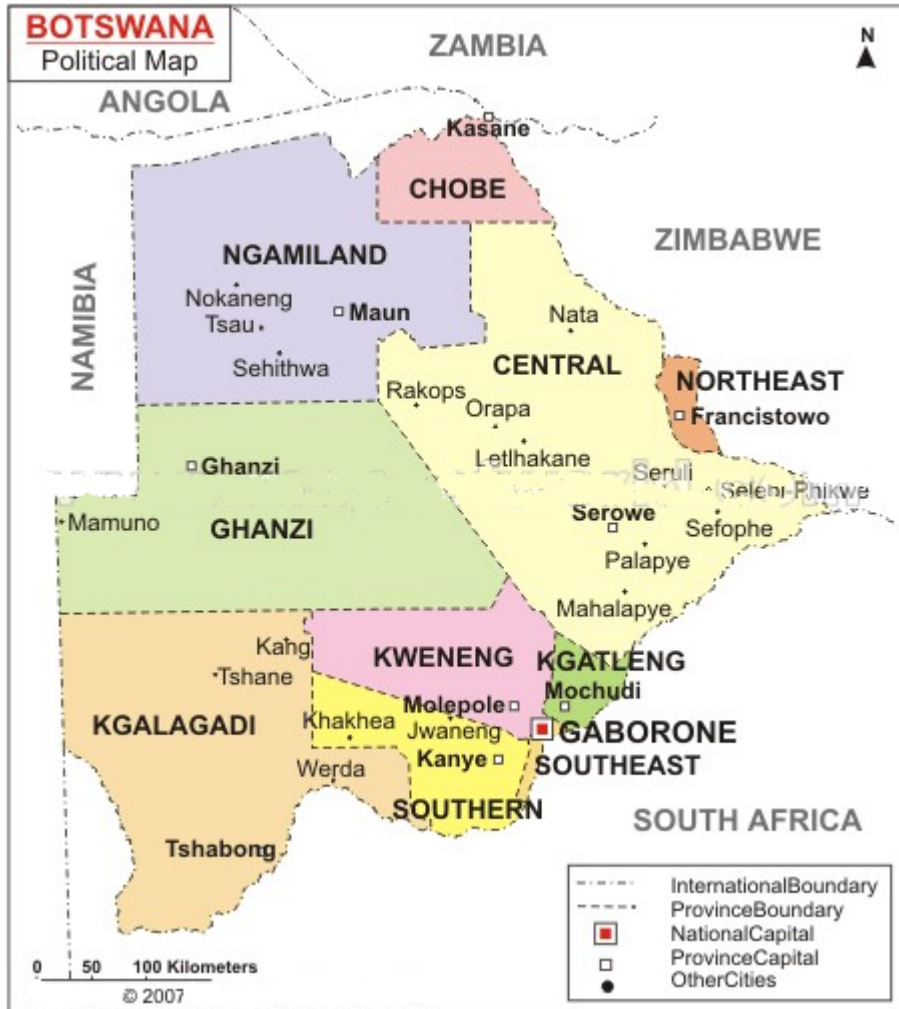 BOTSWANA
Political Map
N
ZAMBIA
ANGOLA
Kasane
CHOBE
ZIMBABWE
NAMIBIA
NGAMILAND
Nokaneng
Maun
Tsau
Nata
Sehithwa
CENTRAL
NORTHEAST
Rakops
Orapa
Francistowo
Letlhakane
Ghanzi
Seruli
Selebi-Phikwe
Mamuno
GHANZI
Serowe
Sefophe
Palapye
Mahalapye
Kang
KWENENG
KGATLENG
Tshane
Mochudi
Molepole
KGALAGADI
Khakhea
Jwaneng
GABORONE
Kanye
SOUTHEAST
Werda
SOUTHERN
SOUTH AFRICA
Tshabong
InternationalBoundary
ProvinceBoundary
NationalCapital
ProvinceCapital
OtherCities
0 50 100 Kilometers
© 2007